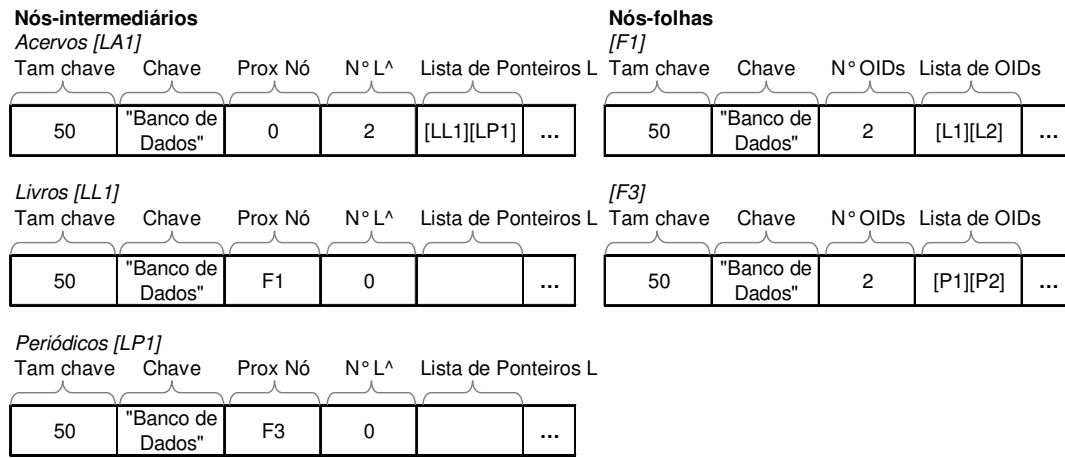 Nós-intermediários
Acervos [LA1]
Tam chave Chave Prox Nó N° L^ Lista de Ponteiros L
50 "Banco de Dados" 0 2 [LL1][LP1] ...
Livros [LL1]
Tam chave Chave Prox Nó N° L^ Lista de Ponteiros L
50 "Banco de Dados" F1 0 ...
Periódicos [LP1]
Tam chave Chave Prox Nó N° L^ Lista de Ponteiros L
50 "Banco de Dados" F3 0 ...
Nós-folhas
[F1]
Tam chave Chave N° OIDs Lista de OIDs
50 "Banco de Dados" 2 [L1][L2] ...
[F3]
Tam chave Chave N° OIDs Lista de OIDs
50 "Banco de Dados" 2 [P1][P2] ...